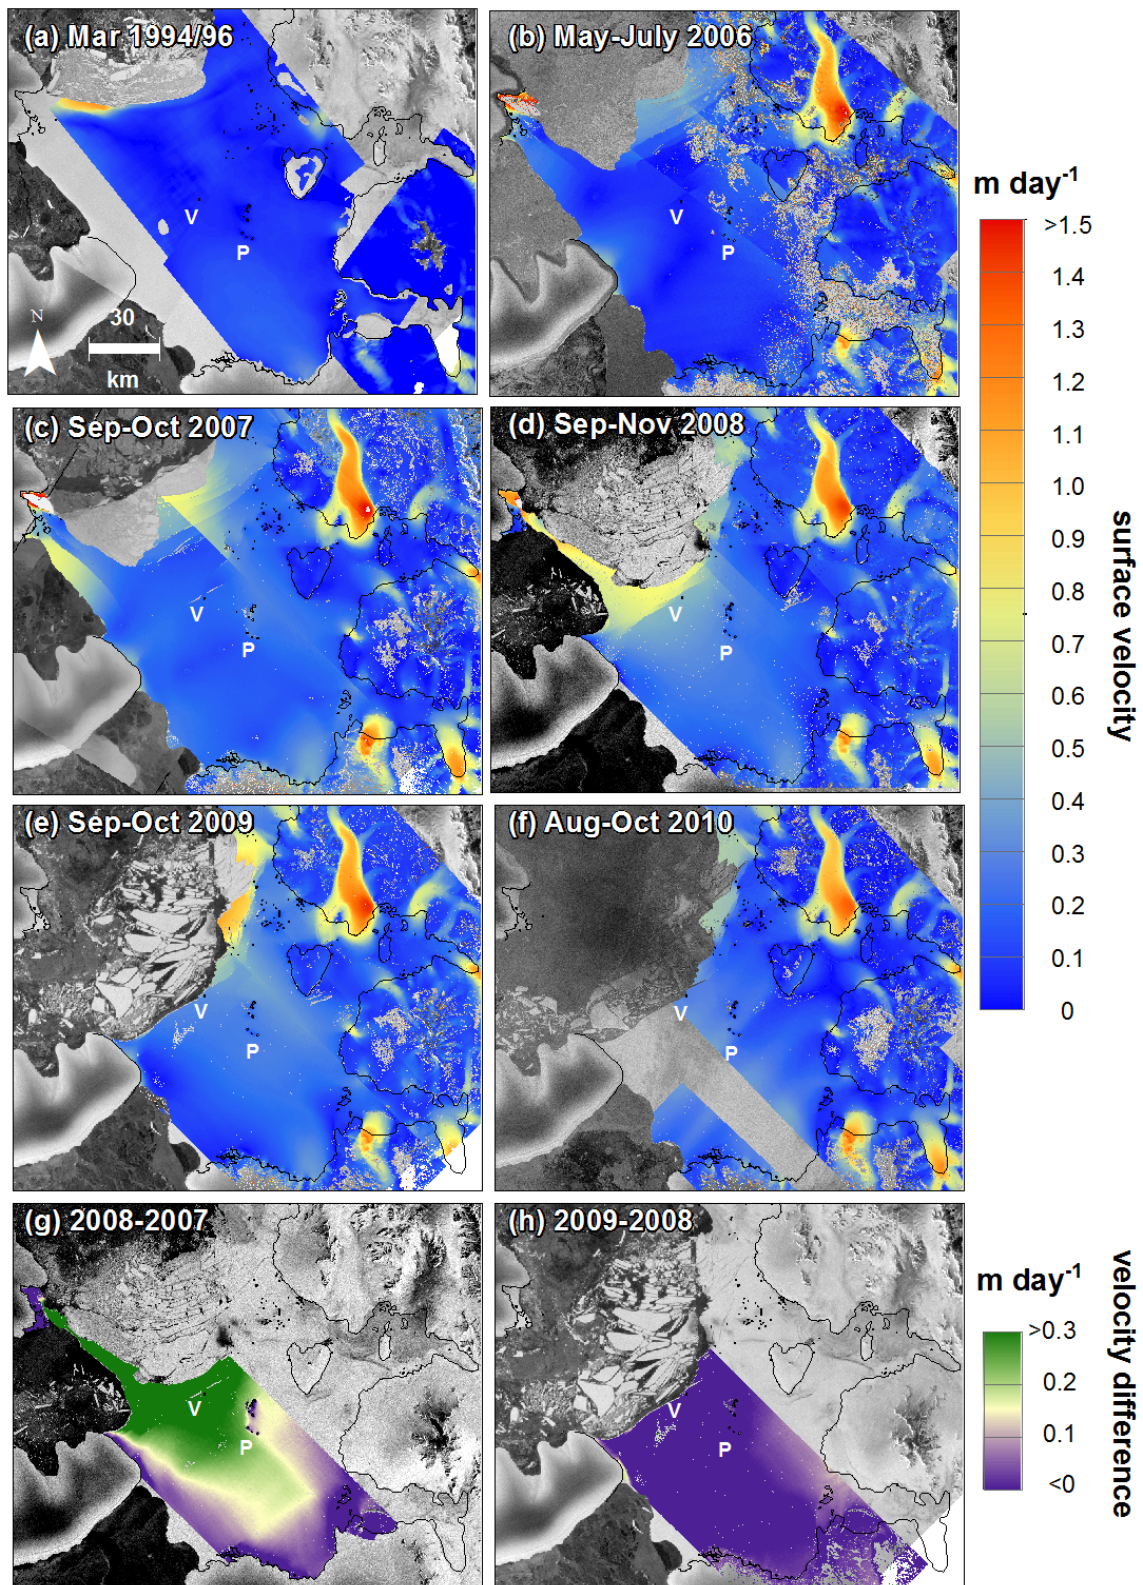 (a) Mar 1994/96
V
P
N
30
km
(b) May-July 2006
V
P
m day-1
>1.5
1.4
1.3
1.2
1.1
1.0
0.9
0.8
0.7
0.6
0.5
0.4
0.3
0.2
0.1
0
surface velocity
(c) Sep-Oct 2007
V
P
(d) Sep-Nov 2008
V
P
(e) Sep-Oct 2009
V
P
(f) Aug-Oct 2010
V
P
(g) 2008-2007
V
P
(h) 2009-2008
V
P
m day-1
>0.3
0.2
0.1
<0
velocity difference